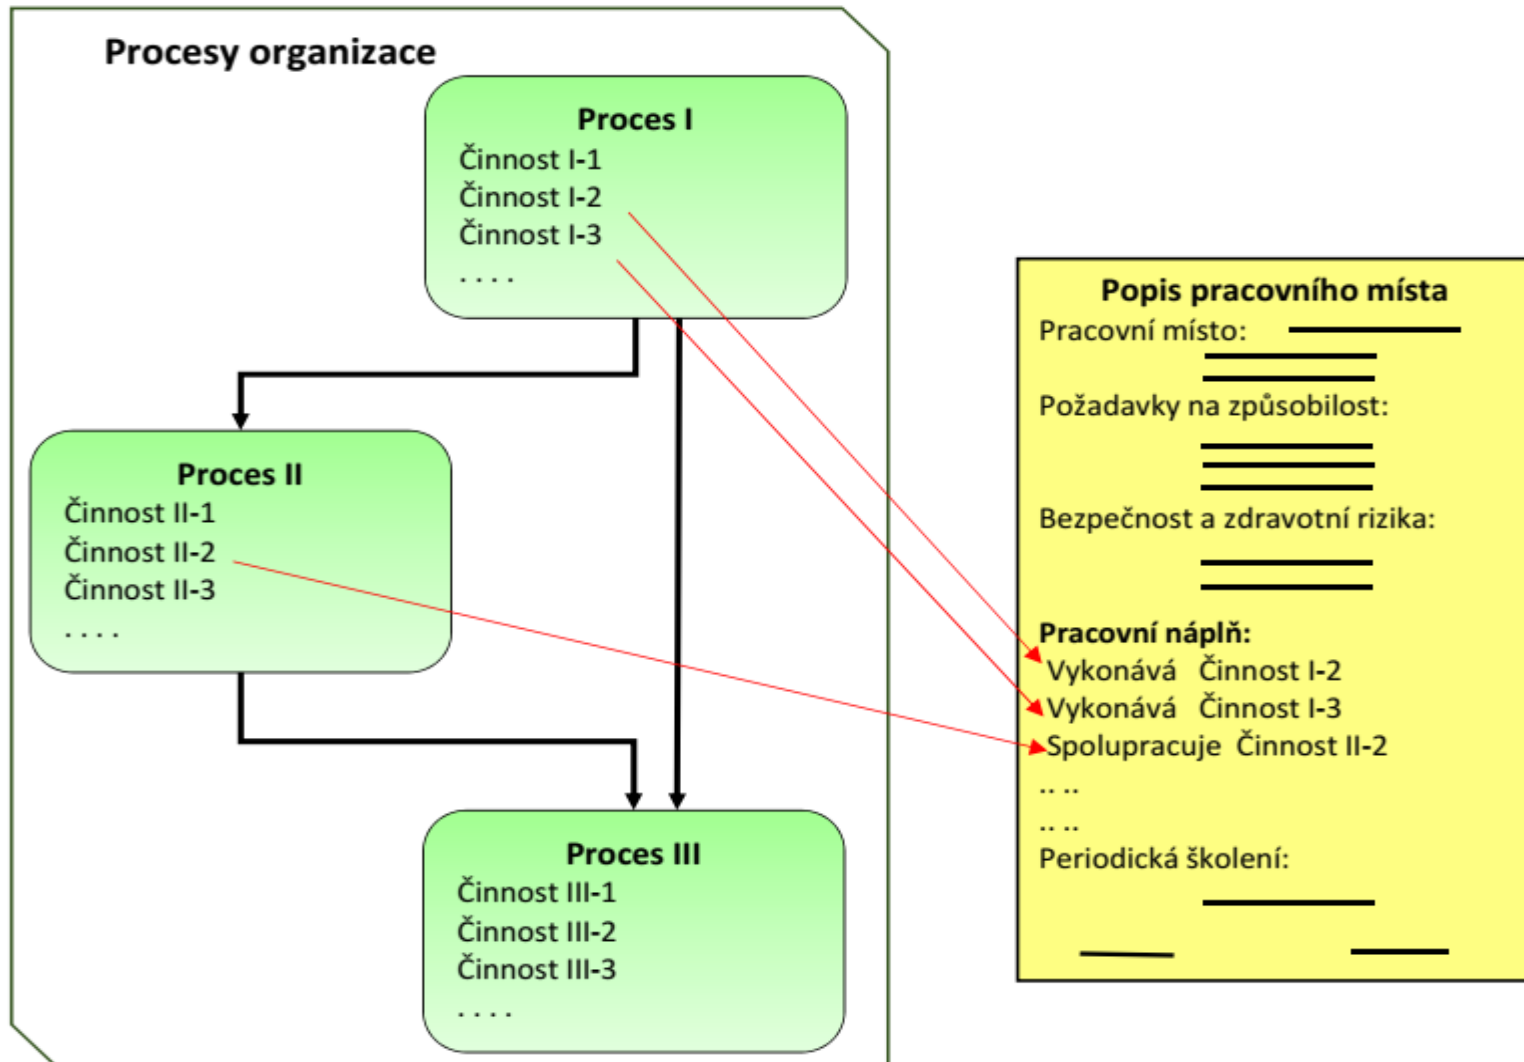 Procesy organizace
Proces I
Činnost I-1
Činnost I-2
Činnost I-3
. . . .
Proces II
Činnost II-1
Činnost II-2
Činnost II-3
. . . .
Proces III
Činnost III-1
Činnost III-2
Činnost III-3
. . . .
Popis pracovního místa
Pracovní místo:
Požadavky na způsobilost:
Bezpečnost a zdravotní rizika:
Pracovní náplň:
Vykonává Činnost I-2
Vykonává Činnost I-3
Spolupracuje Činnost II-2
.. ..
.. ..
Periodická školení: